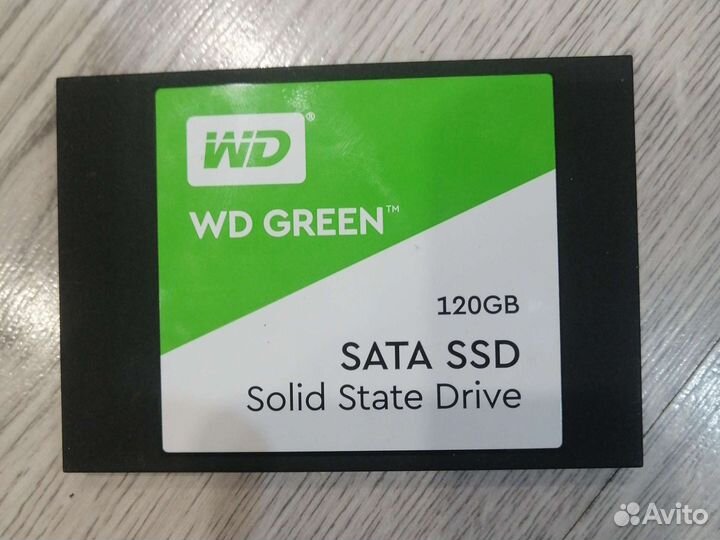 WD®
WD GREEN™
120GB
SATA SSD
Solid State Drive
Avito